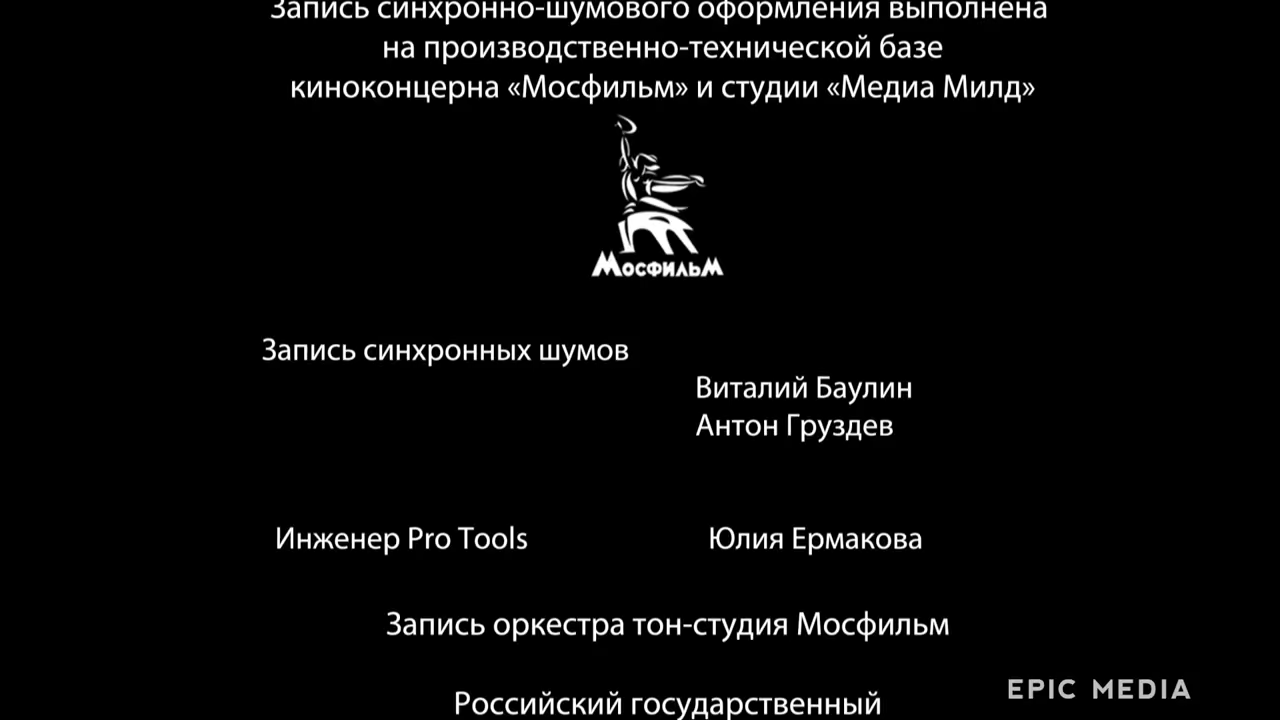 Запись синхронно-шумового оформления выполнена
на производственно-технической базе
киноконцерна «Мосфильм» и студии «Медиа Милд»
Мосфильм
Запись синхронных шумов
Виталий Баулин
Антон Груздев
Инженер Pro Tools Юлия Ермакова
Запись оркестра тон-студия Мосфильм
Российский государственный
EPIC MEDIA